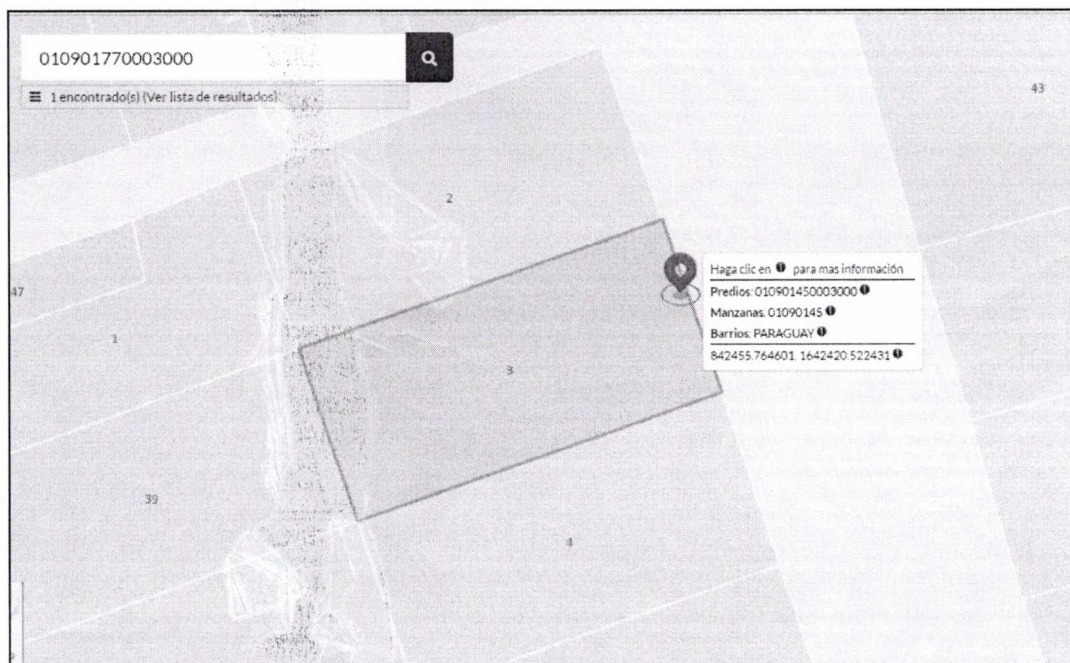 010901770003000
1 encontrado(s) (Ver lista de resultados)
43
2
47
Haga clic en para mas información
Predios: 010901450003000
Manzanas: 01090145
Barrios: PARAGUAY
842455.764601, 1642420.522431
1
3
39
4